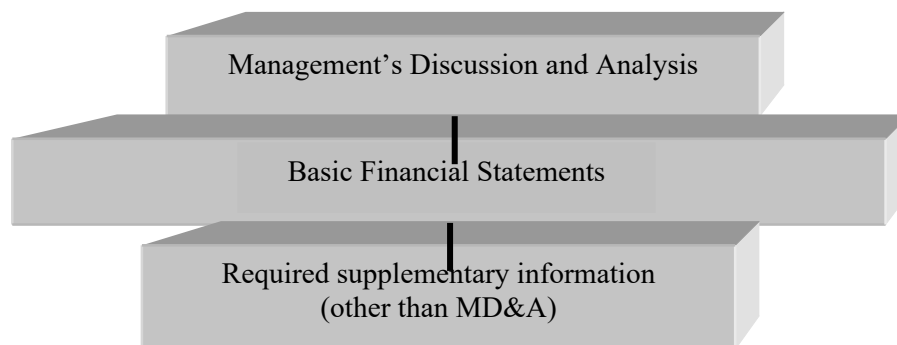 Management’s Discussion and Analysis
Basic Financial Statements
Required supplementary information
(other than MD&A)